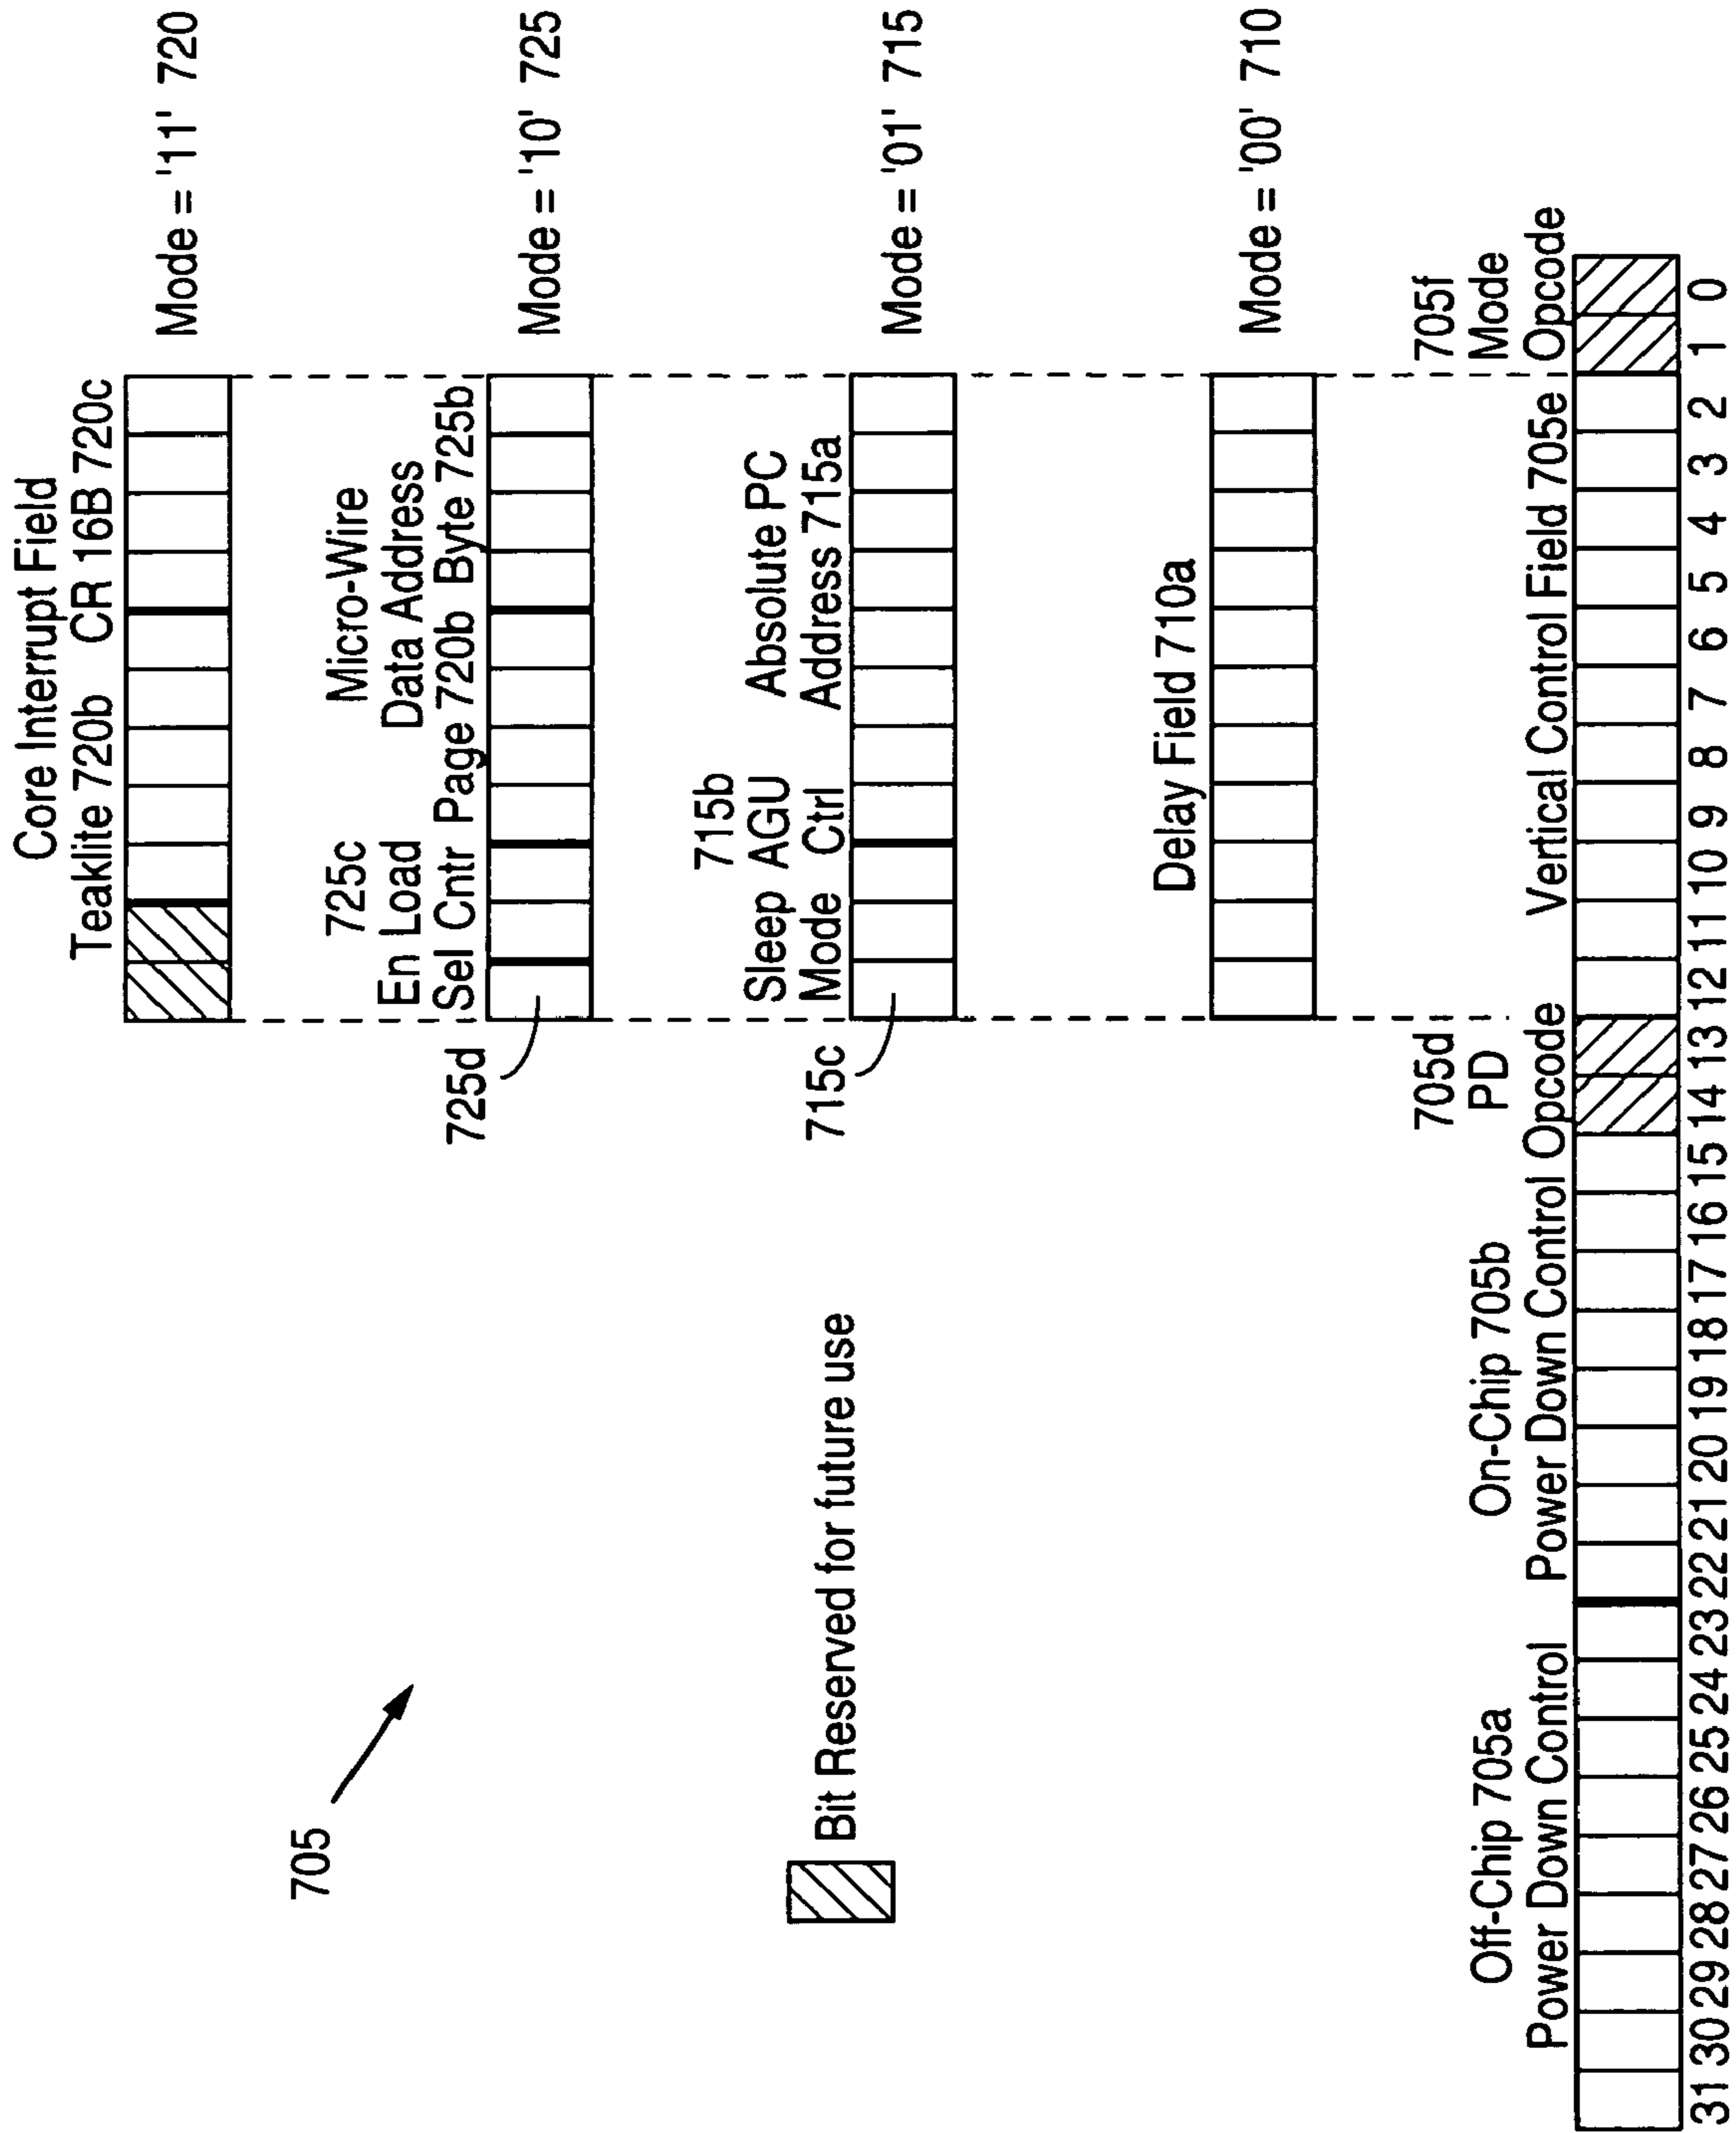 Core Interrupt Field
Teaklite 720b CR 16B 720c
Mode = '11' 720
725c
En Load
Sel Cntr
Micro-Wire
Data Address
Page 720b Byte 725b
725d
Mode = '10' 725
715b
Sleep AGU
Mode Ctrl
Absolute PC
Address 715a
715c
Mode = '01' 715
Delay Field 710a
Mode = '00' 710
705
Bit Reserved for future use
Off-Chip 705a
Power Down Control
On-Chip 705b
Power Down Control
705d
PD
Opcode
Vertical Control Field 705e
705f
Mode
Opcode
31 30 29 28 27 26 25 24 23 22 21 20 19 18 17 16 15 14 13 12 11 10 9 8 7 6 5 4 3 2 1 0